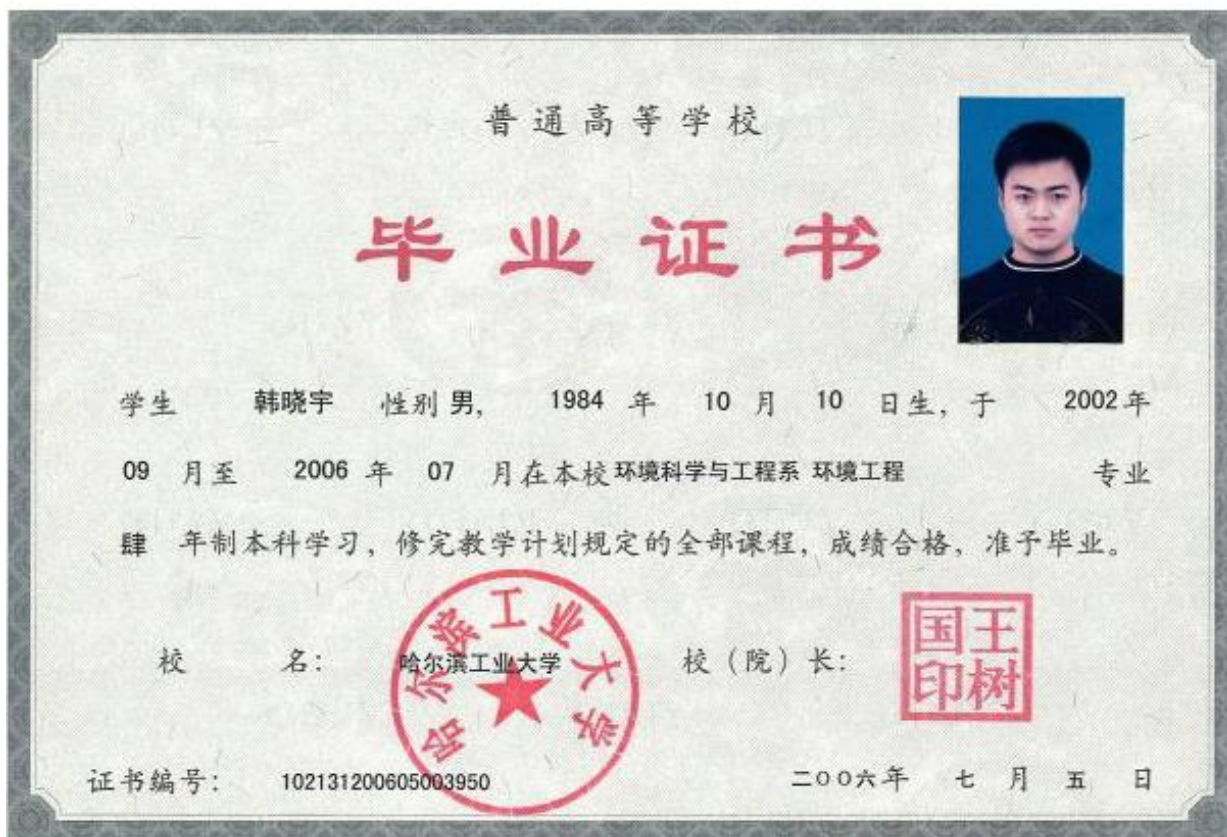 普通高等学校
毕业证书
学生 韩晓宇 性别 男, 1984 年 10 月 10 日生, 于 2002 年
09 月至 2006 年 07 月在本校 环境科学与工程系 环境工程 专业
肆 年制本科学习, 修完教学计划规定的全部课程, 成绩合格, 准予毕业。
校 名: 哈尔滨工业大学 校（院）长:
哈尔滨工业大学
王树国印
证书编号: 102131200605003950 二〇〇六年 七 月 五 日